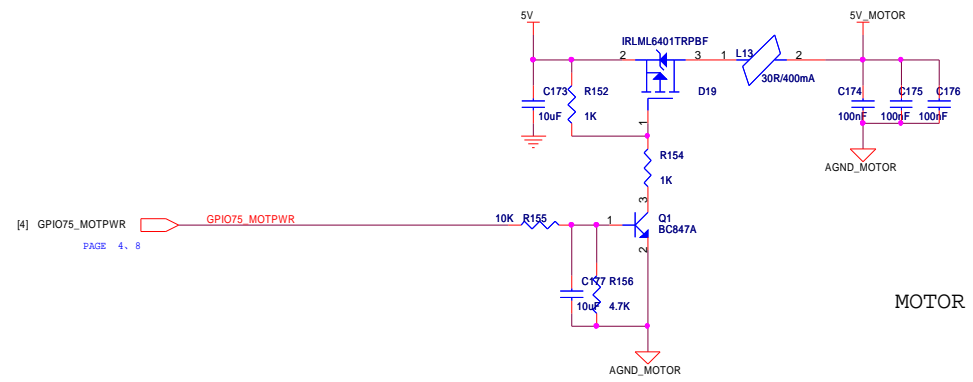 5V
5V_MOTOR
IRLML6401TRPBF
2
3
1
L13
2
30R/400mA
D19
C173
10uF
R152
1K
1
C174
100nF
C175
100nF
C176
100nF
AGND_MOTOR
R154
1K
3
Q1
BC847A
[4] GPIO75_MOTPWR
GPIO75_MOTPWR
10K
R155
1
2
PAGE 4、8
C177
10uF
R156
4.7K
MOTOR
AGND_MOTOR